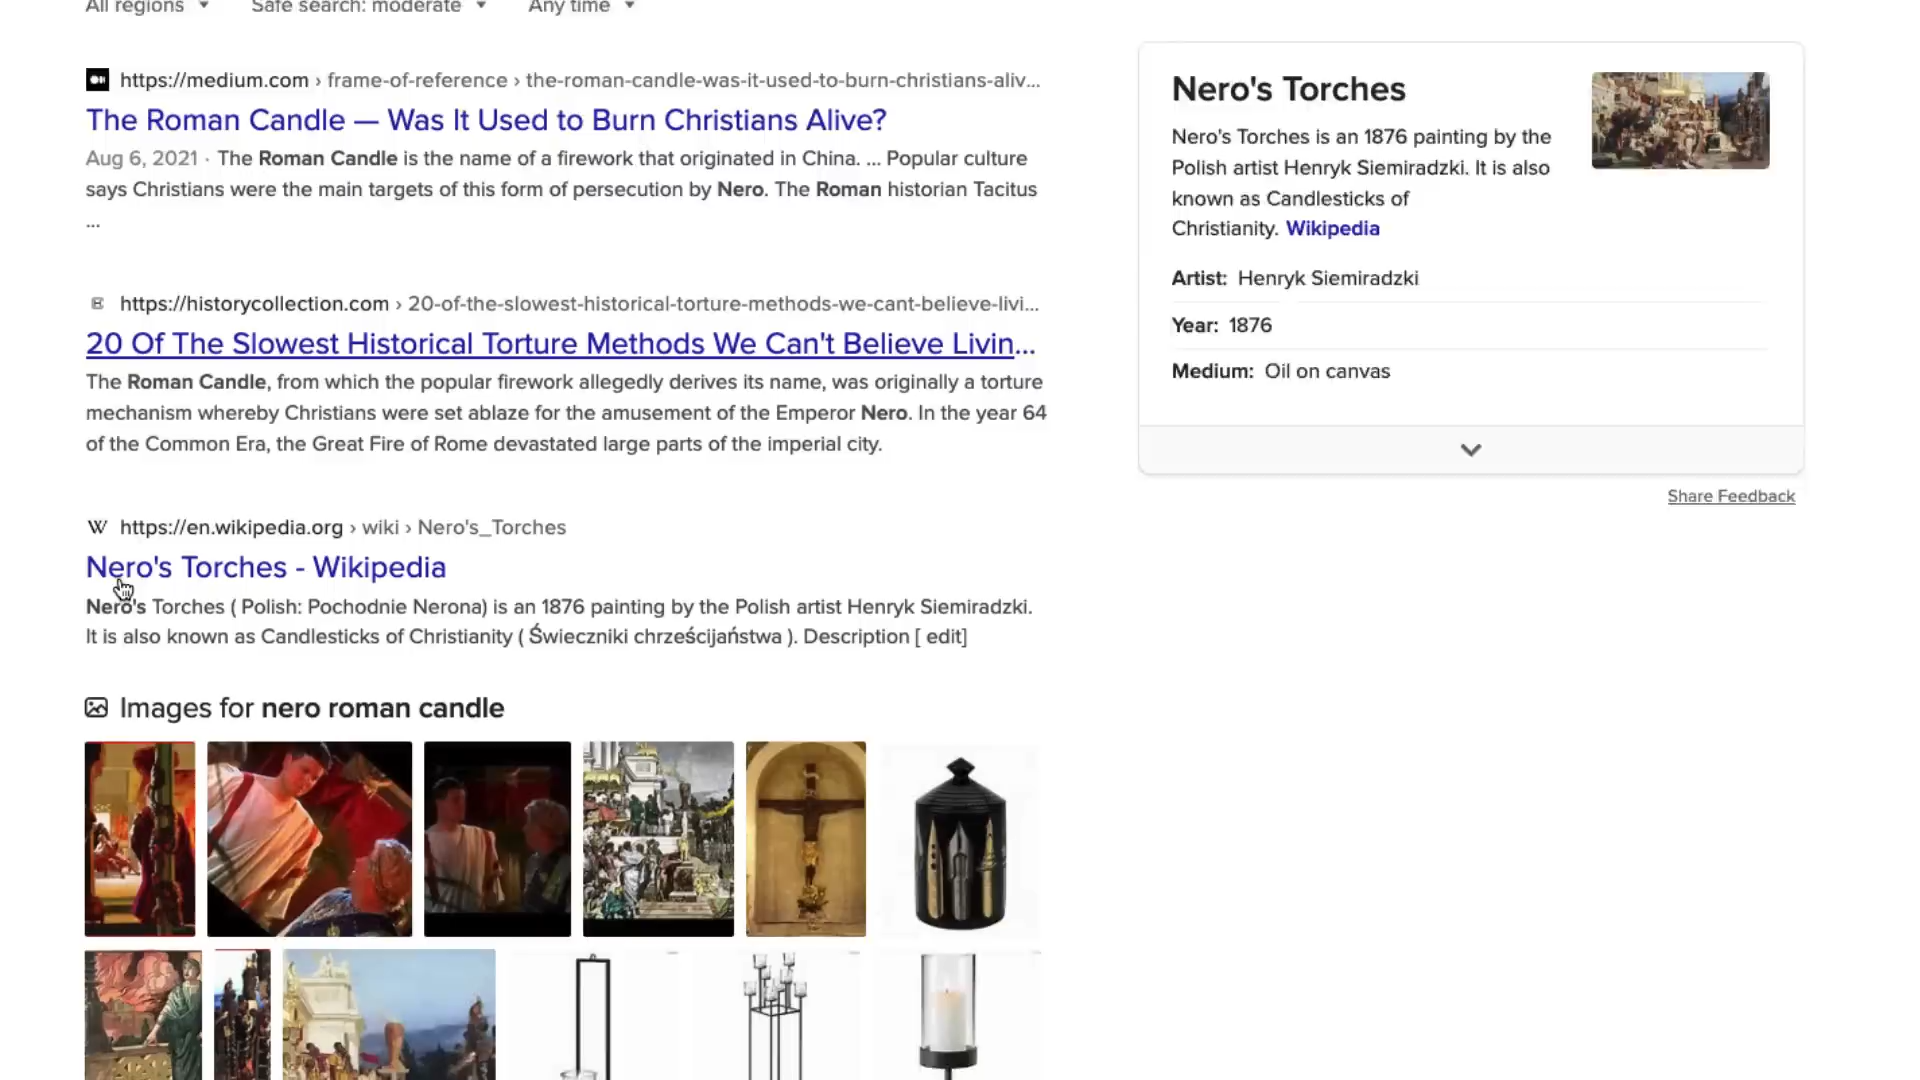 All regions Safe search: moderate Any time
https://medium.com › frame-of-reference › the-roman-candle-was-it-used-to-burn-christians-aliv...
The Roman Candle — Was It Used to Burn Christians Alive?
Aug 6, 2021 · The Roman Candle is the name of a firework that originated in China. ... Popular culture
says Christians were the main targets of this form of persecution by Nero. The Roman historian Tacitus
...
https://historycollection.com › 20-of-the-slowest-historical-torture-methods-we-cant-believe-livi...
20 Of The Slowest Historical Torture Methods We Can't Believe Livin...
The Roman Candle, from which the popular firework allegedly derives its name, was originally a torture
mechanism whereby Christians were set ablaze for the amusement of the Emperor Nero. In the year 64
of the Common Era, the Great Fire of Rome devastated large parts of the imperial city.
W https://en.wikipedia.org › wiki › Nero's_Torches
Nero's Torches - Wikipedia
Nero's Torches ( Polish: Pochodnie Nerona) is an 1876 painting by the Polish artist Henryk Siemiradzki.
It is also known as Candlesticks of Christianity ( Świeczniki chrześcijaństwa ). Description [ edit]
Images for nero roman candle
Nero's Torches
Nero's Torches is an 1876 painting by the
Polish artist Henryk Siemiradzki. It is also
known as Candlesticks of
Christianity. Wikipedia
Artist: Henryk Siemiradzki
Year: 1876
Medium: Oil on canvas
Share Feedback